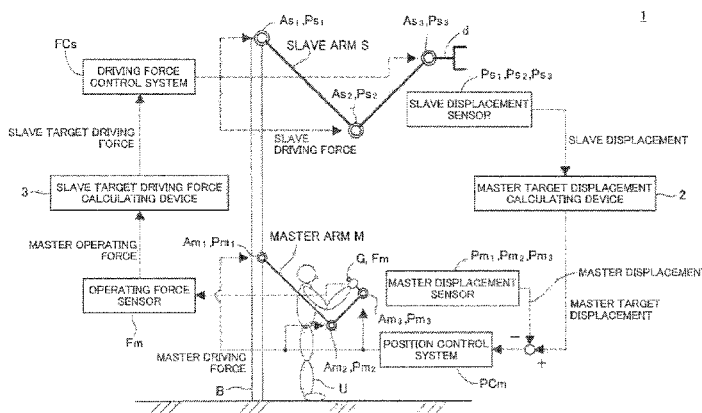 1
As1,Ps1
As3,Ps3
d
FCs
DRIVING FORCE
CONTROL SYSTEM
SLAVE ARM S
Ps1,Ps2,Ps3
As2,Ps2
SLAVE DISPLACEMENT
SENSOR
SLAVE TARGET DRIVING
FORCE
SLAVE
DRIVING FORCE
SLAVE DISPLACEMENT
3
SLAVE TARGET DRIVING FORCE
CALCULATING DEVICE
MASTER TARGET DISPLACEMENT
CALCULATING DEVICE
2
MASTER OPERATING
FORCE
Am1,Pm1
MASTER ARM M
G,Fm
Pm1,Pm2,Pm3
MASTER DISPLACEMENT
OPERATING FORCE
SENSOR
MASTER DISPLACEMENT
SENSOR
MASTER TARGET
DISPLACEMENT
Am3,Pm3
Fm
MASTER DRIVING
FORCE
Am2,Pm2
POSITION CONTROL
SYSTEM
−
+
B
U
PCm